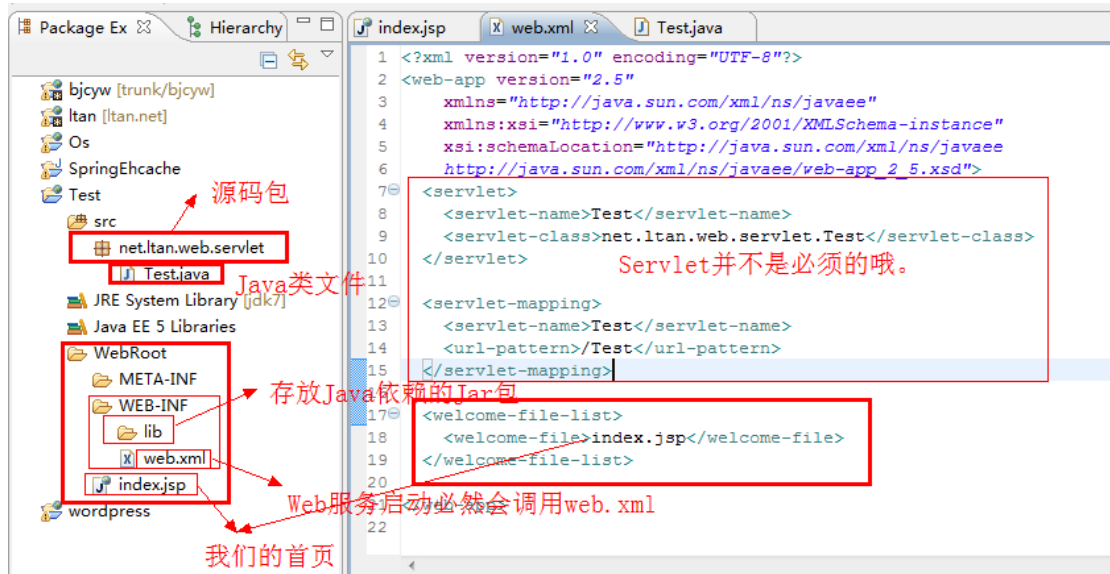 Package Ex
Hierarchy
bjcyw [trunk/bjcyw]
ltan [ltan.net]
Os
SpringEhcache
Test
源码包
src
net.ltan.web.servlet
Test.java
Java类文件
JRE System Library [jdk7]
Java EE 5 Libraries
WebRoot
META-INF
存放Java依赖的Jar包
WEB-INF
lib
web.xml
index.jsp
Web服务启动必然会调用web.xml
wordpress
我们的首页
index.jsp
web.xml
Test.java
1 <?xml version="1.0" encoding="UTF-8"?>
2 <web-app version="2.5"
3 xmlns="http://java.sun.com/xml/ns/javaee"
4 xmlns:xsi="http://www.w3.org/2001/XMLSchema-instance"
5 xsi:schemaLocation="http://java.sun.com/xml/ns/javaee
6 http://java.sun.com/xml/ns/javaee/web-app_2_5.xsd">
7 <servlet>
8 <servlet-name>Test</servlet-name>
9 <servlet-class>net.ltan.web.servlet.Test</servlet-class>
10 </servlet>
Servlet并不是必须的哦。
11
12 <servlet-mapping>
13 <servlet-name>Test</servlet-name>
14 <url-pattern>/Test</url-pattern>
15 </servlet-mapping>
17 <welcome-file-list>
18 <welcome-file>index.jsp</welcome-file>
19 </welcome-file-list>
20
22